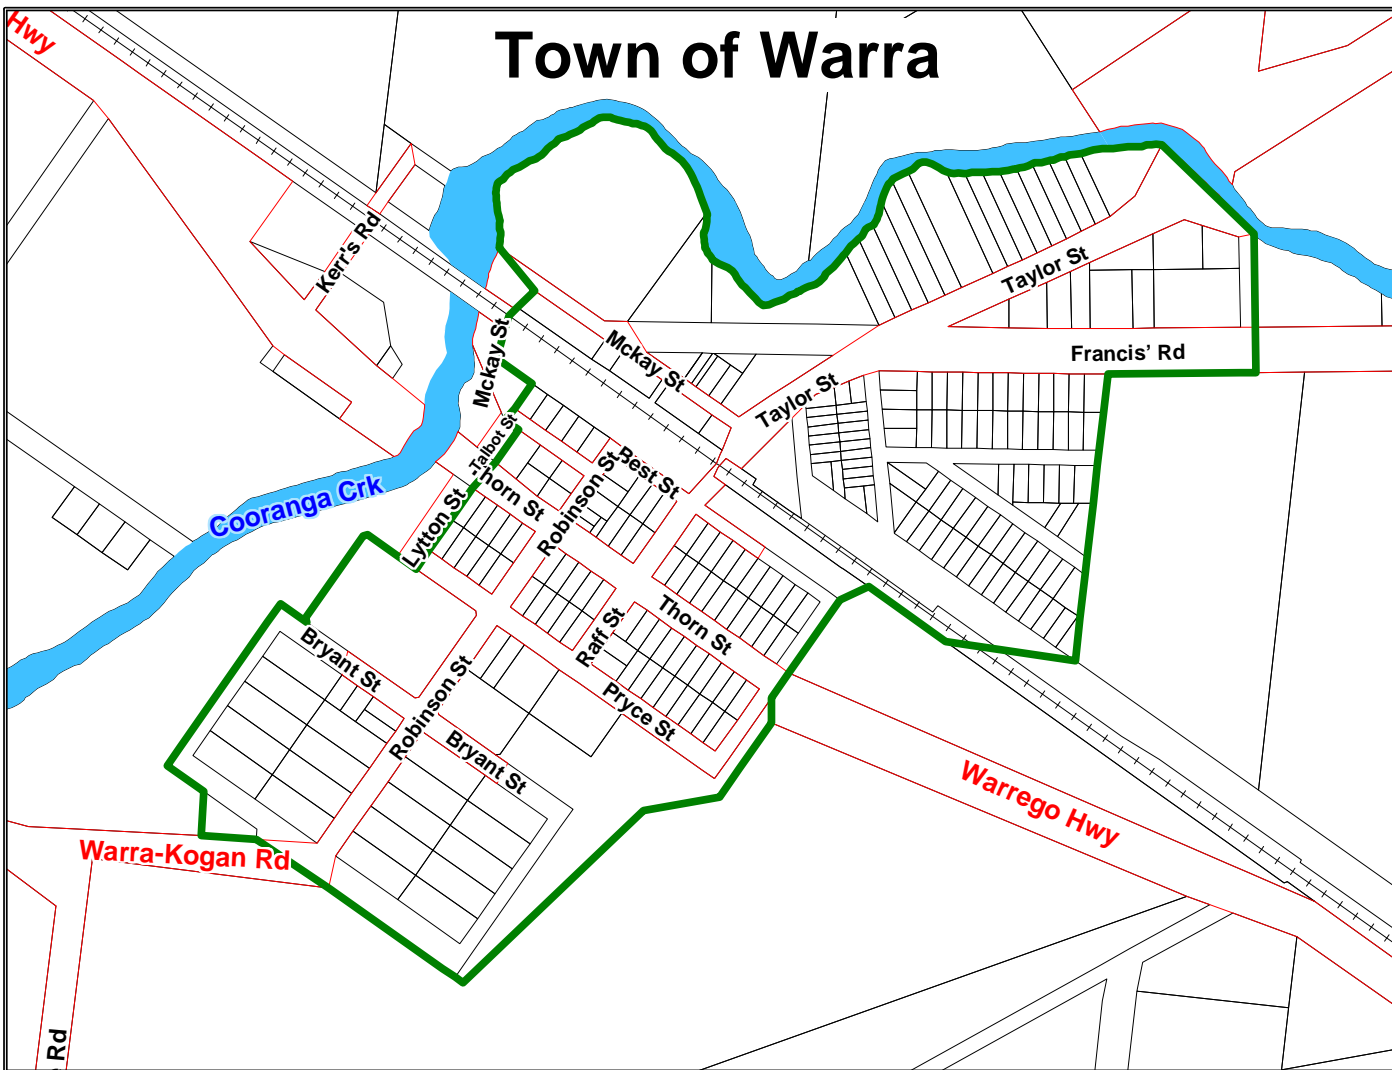 Hwy
Town of Warra
Kerr's Rd
Taylor St
Mckay St
Mckay St
Francis’ Rd
Taylor St
Talbot St
Best St
Robinson St
Thorn St
Cooranga Crk
Lytton St
Thorn St
Raff St
Bryant St
Robinson St
Pryce St
Bryant St
Warrego Hwy
Warra-Kogan Rd
Rd